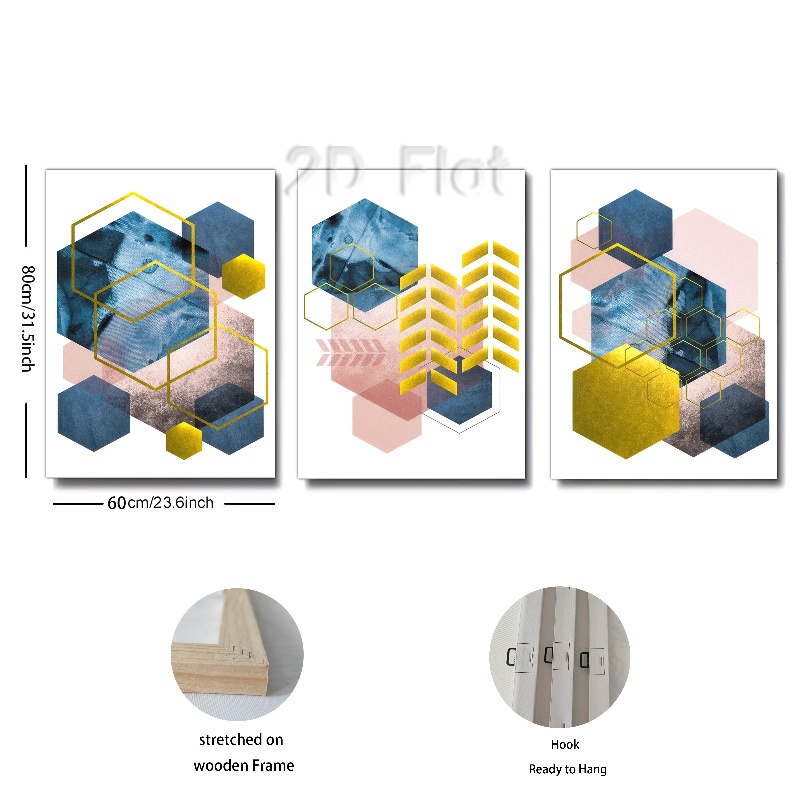 2D Flat
80cm/31.5inch
60cm/23.6inch
stretched on
wooden Frame
Hook
Ready to Hang